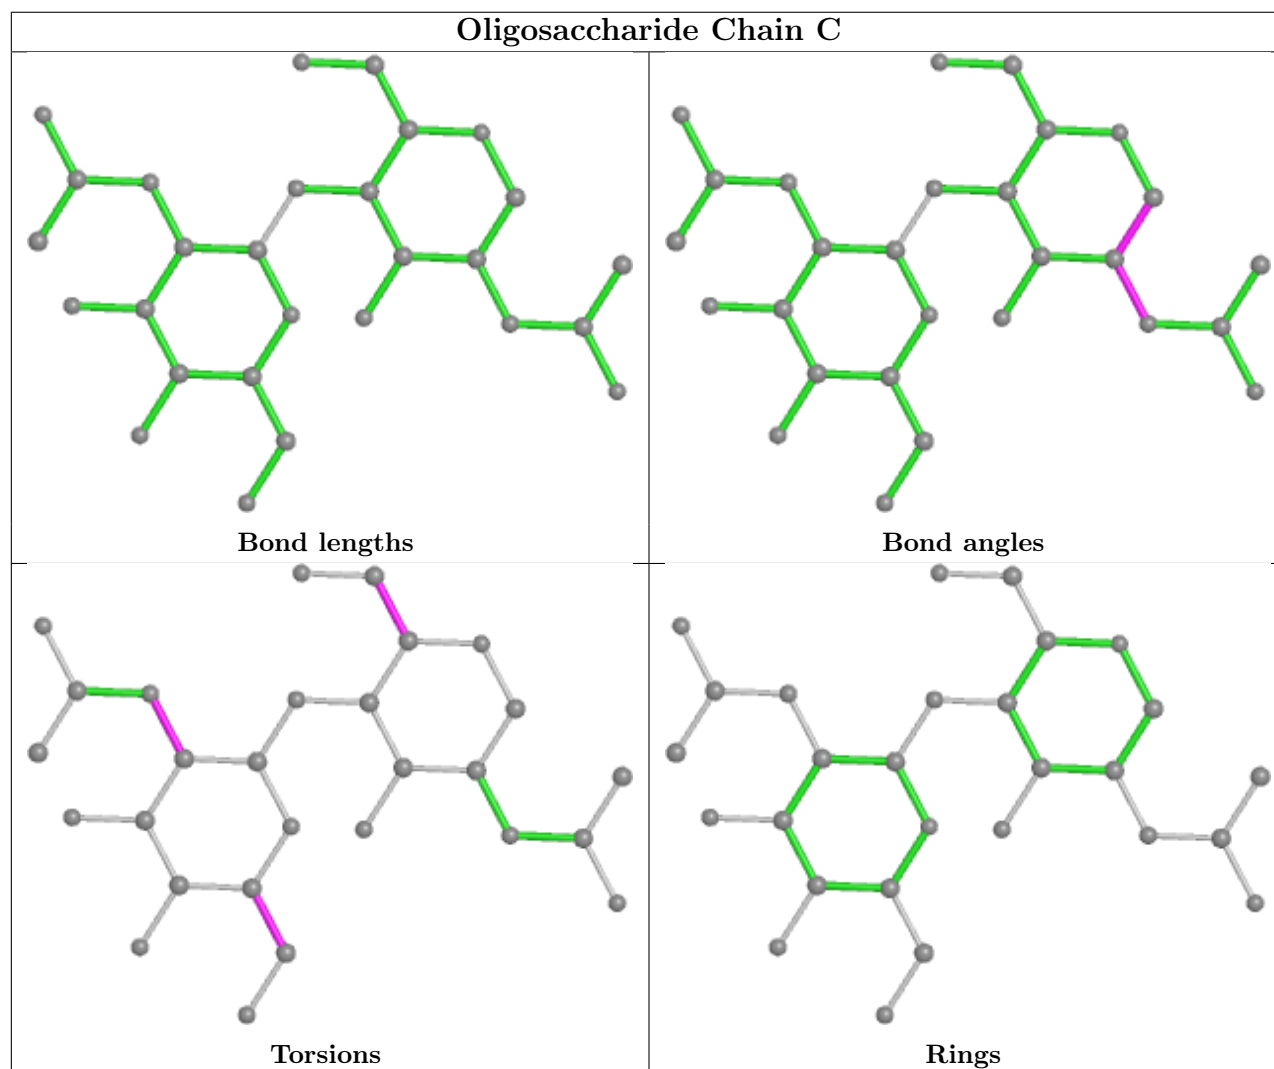 Oligosaccharide Chain C
Bond lengths
Bond angles
Torsions
Rings